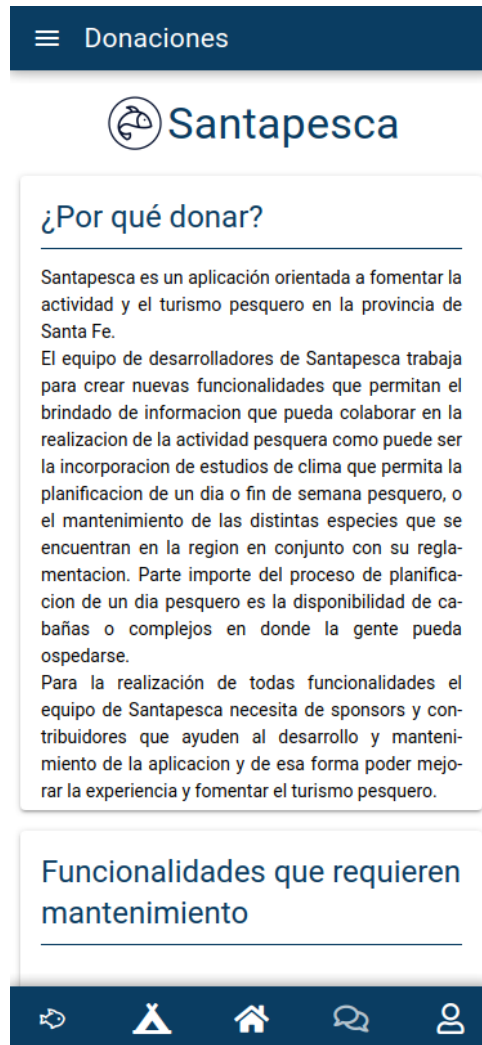 Donaciones
Santapesca
¿Por qué donar?
Santapesca es un aplicación orientada a fomentar la
actividad y el turismo pesquero en la provincia de
Santa Fe.
El equipo de desarrolladores de Santapesca trabaja
para crear nuevas funcionalidades que permitan el
brindado de informacion que pueda colaborar en la
realizacion de la actividad pesquera como puede ser
la incorporacion de estudios de clima que permita la
planificacion de un dia o fin de semana pesquero, o
el mantenimiento de las distintas especies que se
encuentran en la region en conjunto con su regla-
mentacion. Parte importe del proceso de planifica-
cion de un dia pesquero es la disponibilidad de ca-
bañas o complejos en donde la gente pueda
ospedarse.
Para la realización de todas funcionalidades el
equipo de Santapesca necesita de sponsors y con-
tribuidores que ayuden al desarrollo y manteni-
miento de la aplicacion y de esa forma poder mejo-
rar la experiencia y fomentar el turismo pesquero.
Funcionalidades que requieren
mantenimiento